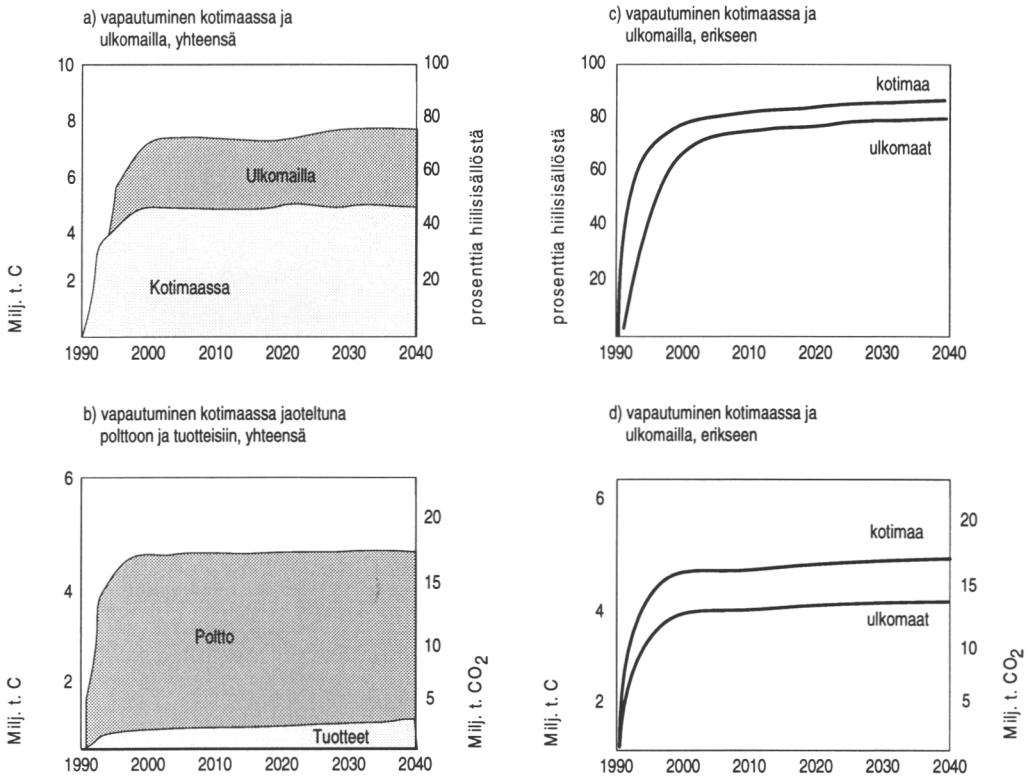 a) vapautuminen kotimaassa ja
ulkomailla, yhteensä
10
8
6
4
2
Milj. t. C
100
80
60
40
20
prosenttia hiilisisällöstä
Ulkomailla
Kotimaassa
1990 2000 2010 2020 2030 2040
c) vapautuminen kotimaassa ja
ulkomailla, erikseen
100
80
60
40
20
prosenttia hiilisisällöstä
kotimaa
ulkomaat
1990 2000 2010 2020 2030 2040
b) vapautuminen kotimaassa jaoteltuna
polttoon ja tuotteisiin, yhteensä
6
4
2
Milj. t. C
20
15
10
5
Milj. t. CO2
Poltto
Tuotteet
1990 2000 2010 2020 2030 2040
d) vapautuminen kotimaassa ja
ulkomailla, erikseen
6
4
2
Milj. t. C
20
15
10
5
Milj. t. CO2
kotimaa
ulkomaat
1990 2000 2010 2020 2030 2040